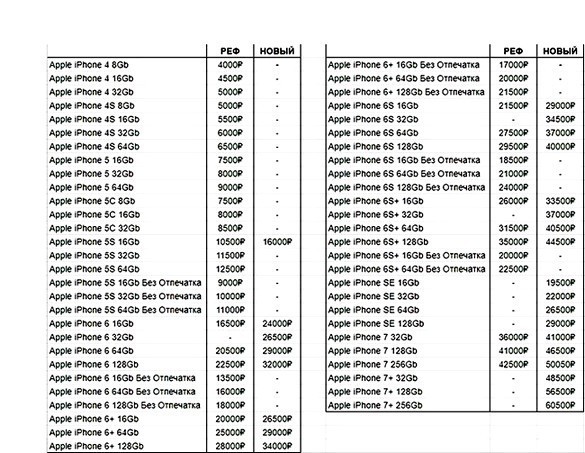 РЕФ НОВЫЙ
Apple iPhone 4 8Gb 4000₽ -
Apple iPhone 4 16Gb 4500₽ -
Apple iPhone 4 32Gb 5000₽ -
Apple iPhone 4S 8Gb 5000₽ -
Apple iPhone 4S 16Gb 5500₽ -
Apple iPhone 4S 32Gb 6000₽ -
Apple iPhone 4S 64Gb 6500₽ -
Apple iPhone 5 16Gb 7500₽ -
Apple iPhone 5 32Gb 8000₽ -
Apple iPhone 5 64Gb 9000₽ -
Apple iPhone 5C 8Gb 7500₽ -
Apple iPhone 5C 16Gb 8000₽ -
Apple iPhone 5C 32Gb 8500₽ -
Apple iPhone 5S 16Gb 10500₽ 16000₽
Apple iPhone 5S 32Gb 11500₽ -
Apple iPhone 5S 64Gb 12500₽ -
Apple iPhone 5S 16Gb Без Отпечатка 9000₽ -
Apple iPhone 5S 32Gb Без Отпечатка 10000₽ -
Apple iPhone 5S 64Gb Без Отпечатка 11000₽ -
Apple iPhone 6 16Gb 16500₽ 24000₽
Apple iPhone 6 32Gb - 26500₽
Apple iPhone 6 64Gb 20500₽ 29000₽
Apple iPhone 6 128Gb 22500₽ 32000₽
Apple iPhone 6 16Gb Без Отпечатка 13500₽ -
Apple iPhone 6 64Gb Без Отпечатка 16000₽ -
Apple iPhone 6 128Gb Без Отпечатка 18000₽ -
Apple iPhone 6+ 16Gb 20000₽ 26500₽
Apple iPhone 6+ 64Gb 25000₽ 29000₽
Apple iPhone 6+ 128Gb 28000₽ 34000₽
РЕФ НОВЫЙ
Apple iPhone 6+ 16Gb Без Отпечатка 17000₽ -
Apple iPhone 6+ 64Gb Без Отпечатка 20000₽ -
Apple iPhone 6+ 128Gb Без Отпечатка 21500₽ -
Apple iPhone 6S 16Gb 21500₽ 29000₽
Apple iPhone 6S 32Gb - 34500₽
Apple iPhone 6S 64Gb 27500₽ 37000₽
Apple iPhone 6S 128Gb 29500₽ 40000₽
Apple iPhone 6S 16Gb Без Отпечатка 18500₽ -
Apple iPhone 6S 64Gb Без Отпечатка 21000₽ -
Apple iPhone 6S 128Gb Без Отпечатка 24000₽ -
Apple iPhone 6S+ 16Gb 26000₽ 33500₽
Apple iPhone 6S+ 32Gb - 37000₽
Apple iPhone 6S+ 64Gb 31500₽ 40500₽
Apple iPhone 6S+ 128Gb 35000₽ 44500₽
Apple iPhone 6S+ 16Gb Без Отпечатка 20000₽ -
Apple iPhone 6S+ 64Gb Без Отпечатка 22500₽ -
Apple iPhone SE 16Gb - 19500₽
Apple iPhone SE 32Gb - 22000₽
Apple iPhone SE 64Gb - 26500₽
Apple iPhone SE 128Gb - 29000₽
Apple iPhone 7 32Gb 36000₽ 41000₽
Apple iPhone 7 128Gb 41000₽ 46500₽
Apple iPhone 7 256Gb 42500₽ 50050₽
Apple iPhone 7+ 32Gb - 48500₽
Apple iPhone 7+ 128Gb - 56500₽
Apple iPhone 7+ 256Gb - 60500₽